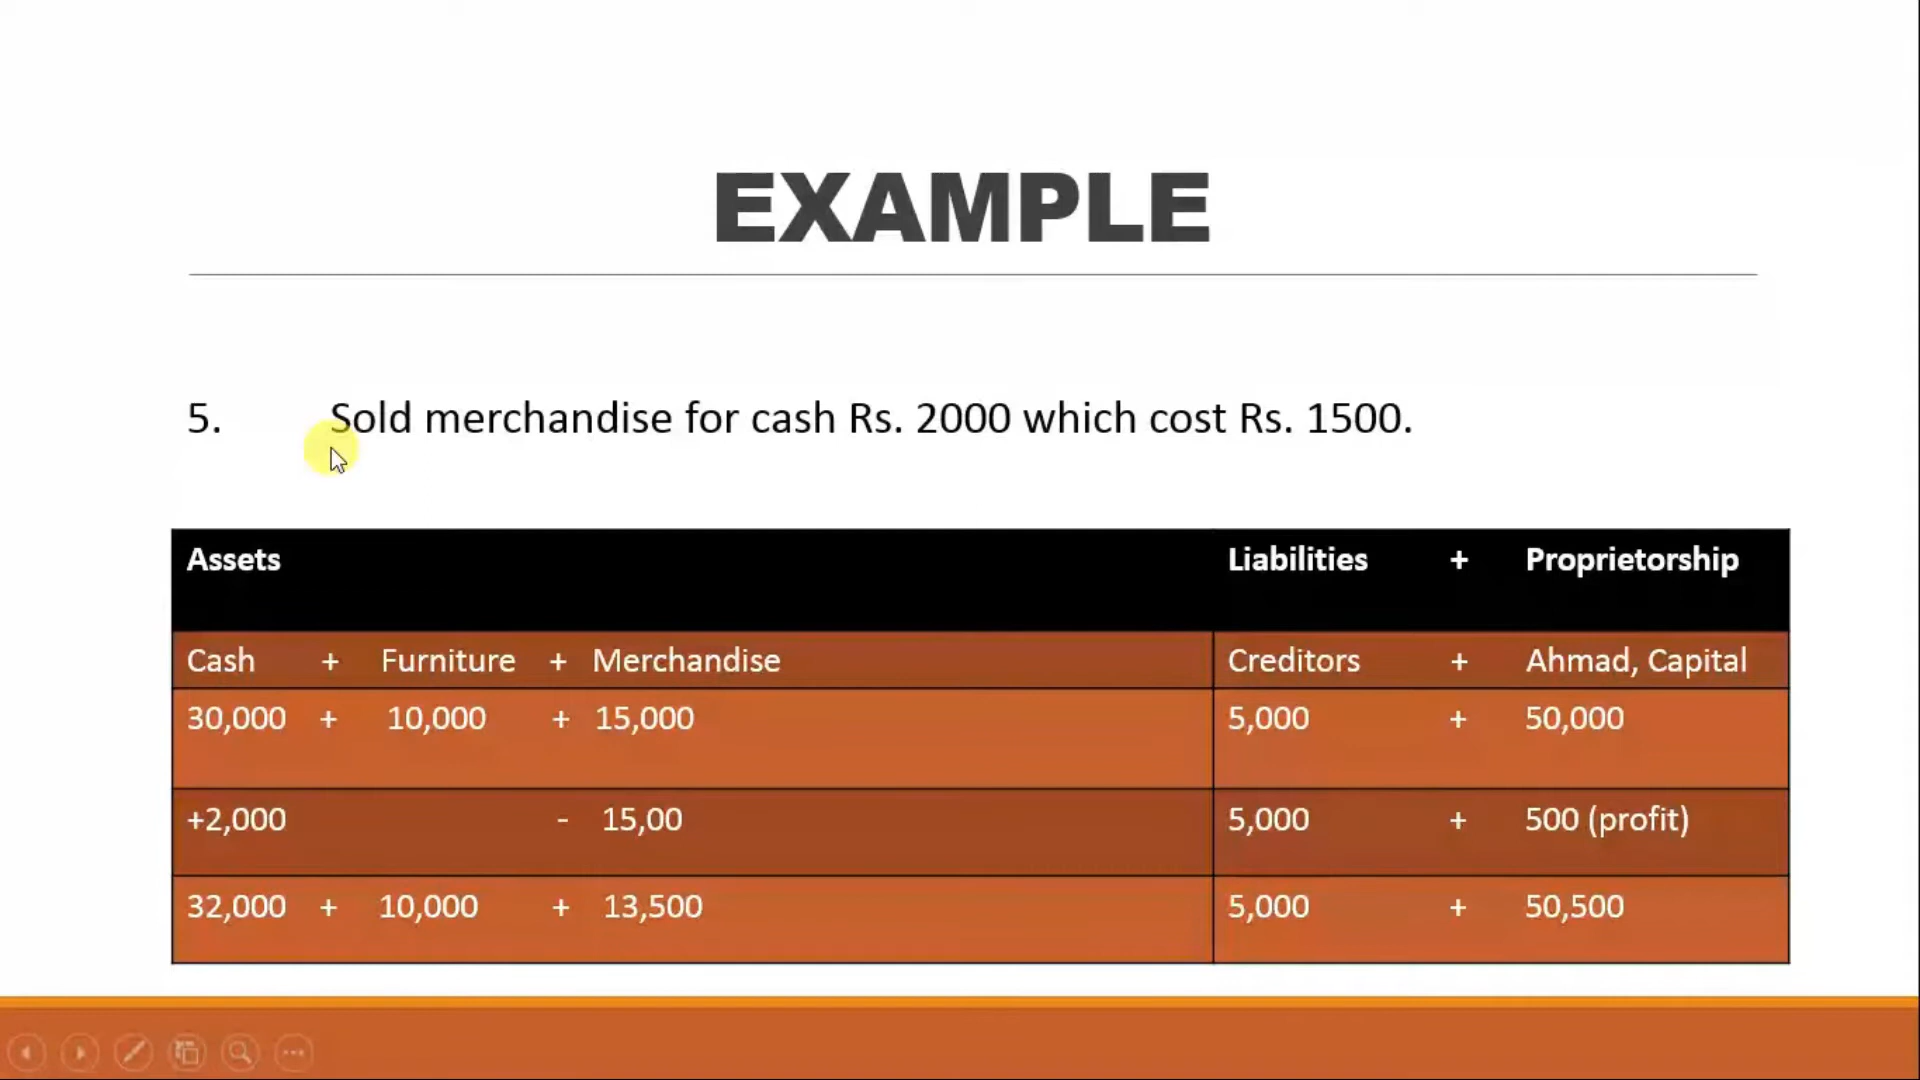 EXAMPLE
5. Sold merchandise for cash Rs. 2000 which cost Rs. 1500.
Assets Liabilities + Proprietorship
Cash + Furniture + Merchandise Creditors + Ahmad, Capital
30,000 + 10,000 + 15,000 5,000 + 50,000
+2,000 - 15,00 5,000 + 500 (profit)
32,000 + 10,000 + 13,500 5,000 + 50,500